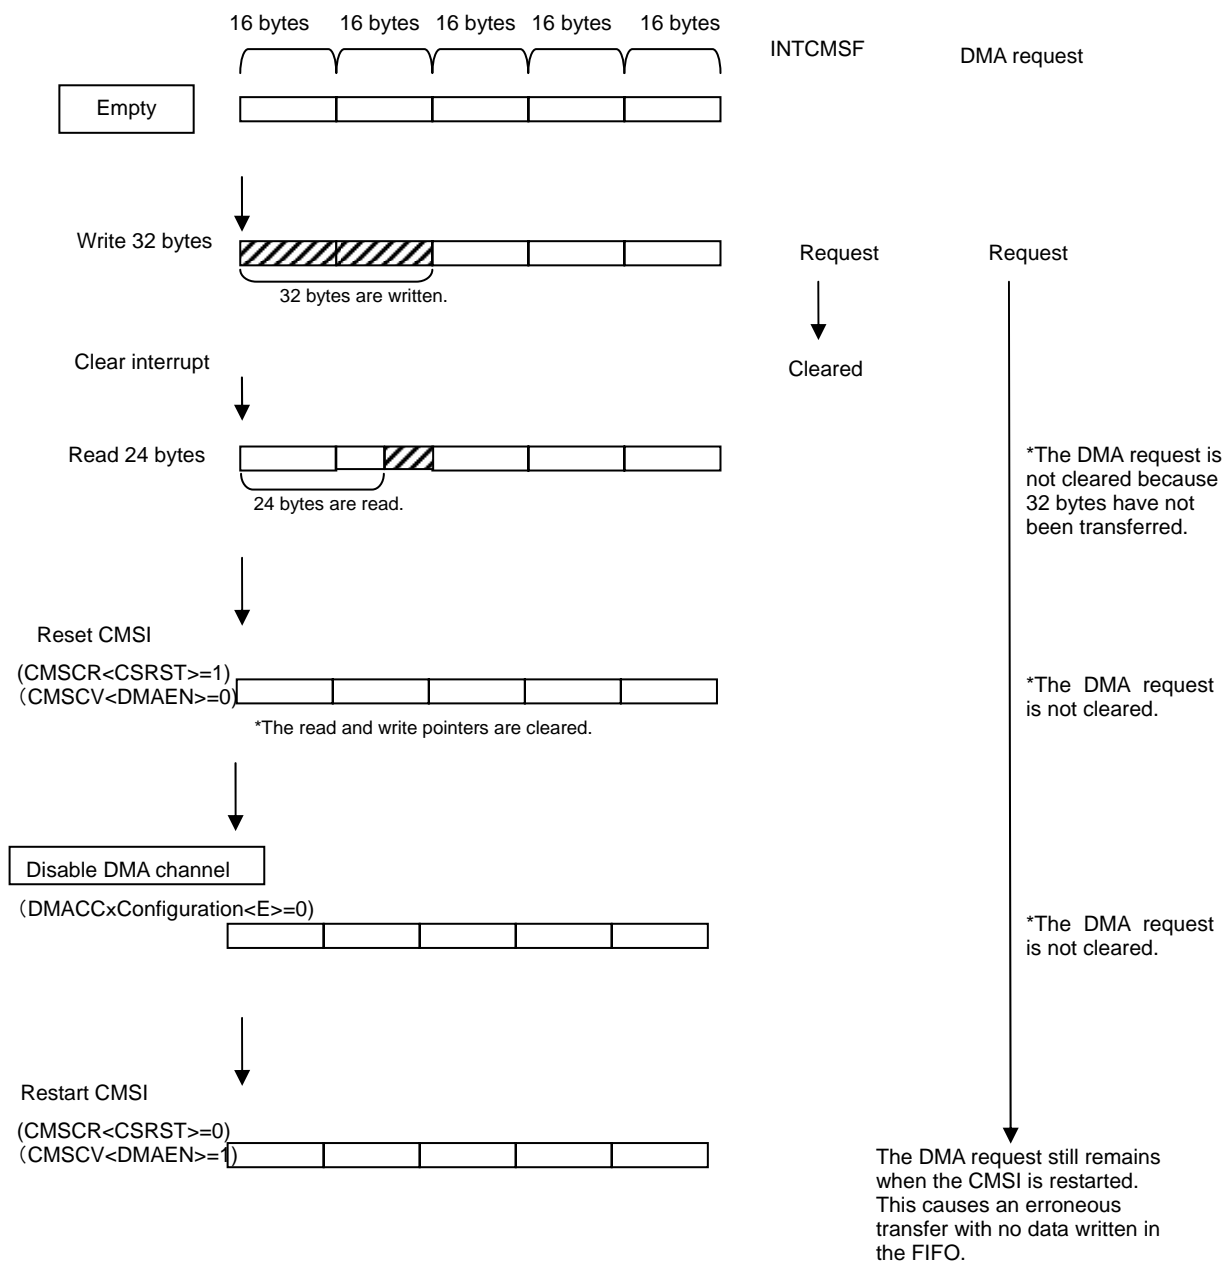 16 bytes 16 bytes 16 bytes 16 bytes 16 bytes
INTCMSF
DMA request
Empty
Write 32 bytes
Request
Request
32 bytes are written.
Clear interrupt
Cleared
Read 24 bytes
24 bytes are read.
*The DMA request is
not cleared because
32 bytes have not
been transferred.
Reset CMSI
(CMSCR<CSRST>=1)
（CMSCV<DMAEN>=0)
*The read and write pointers are cleared.
*The DMA request
is not cleared.
Disable DMA channel
（DMACCxConfiguration<E>=0)
*The DMA request
is not cleared.
Restart CMSI
(CMSCR<CSRST>=0)
（CMSCV<DMAEN>=1)
The DMA request still remains
when the CMSI is restarted.
This causes an erroneous
transfer with no data written in
the FIFO.